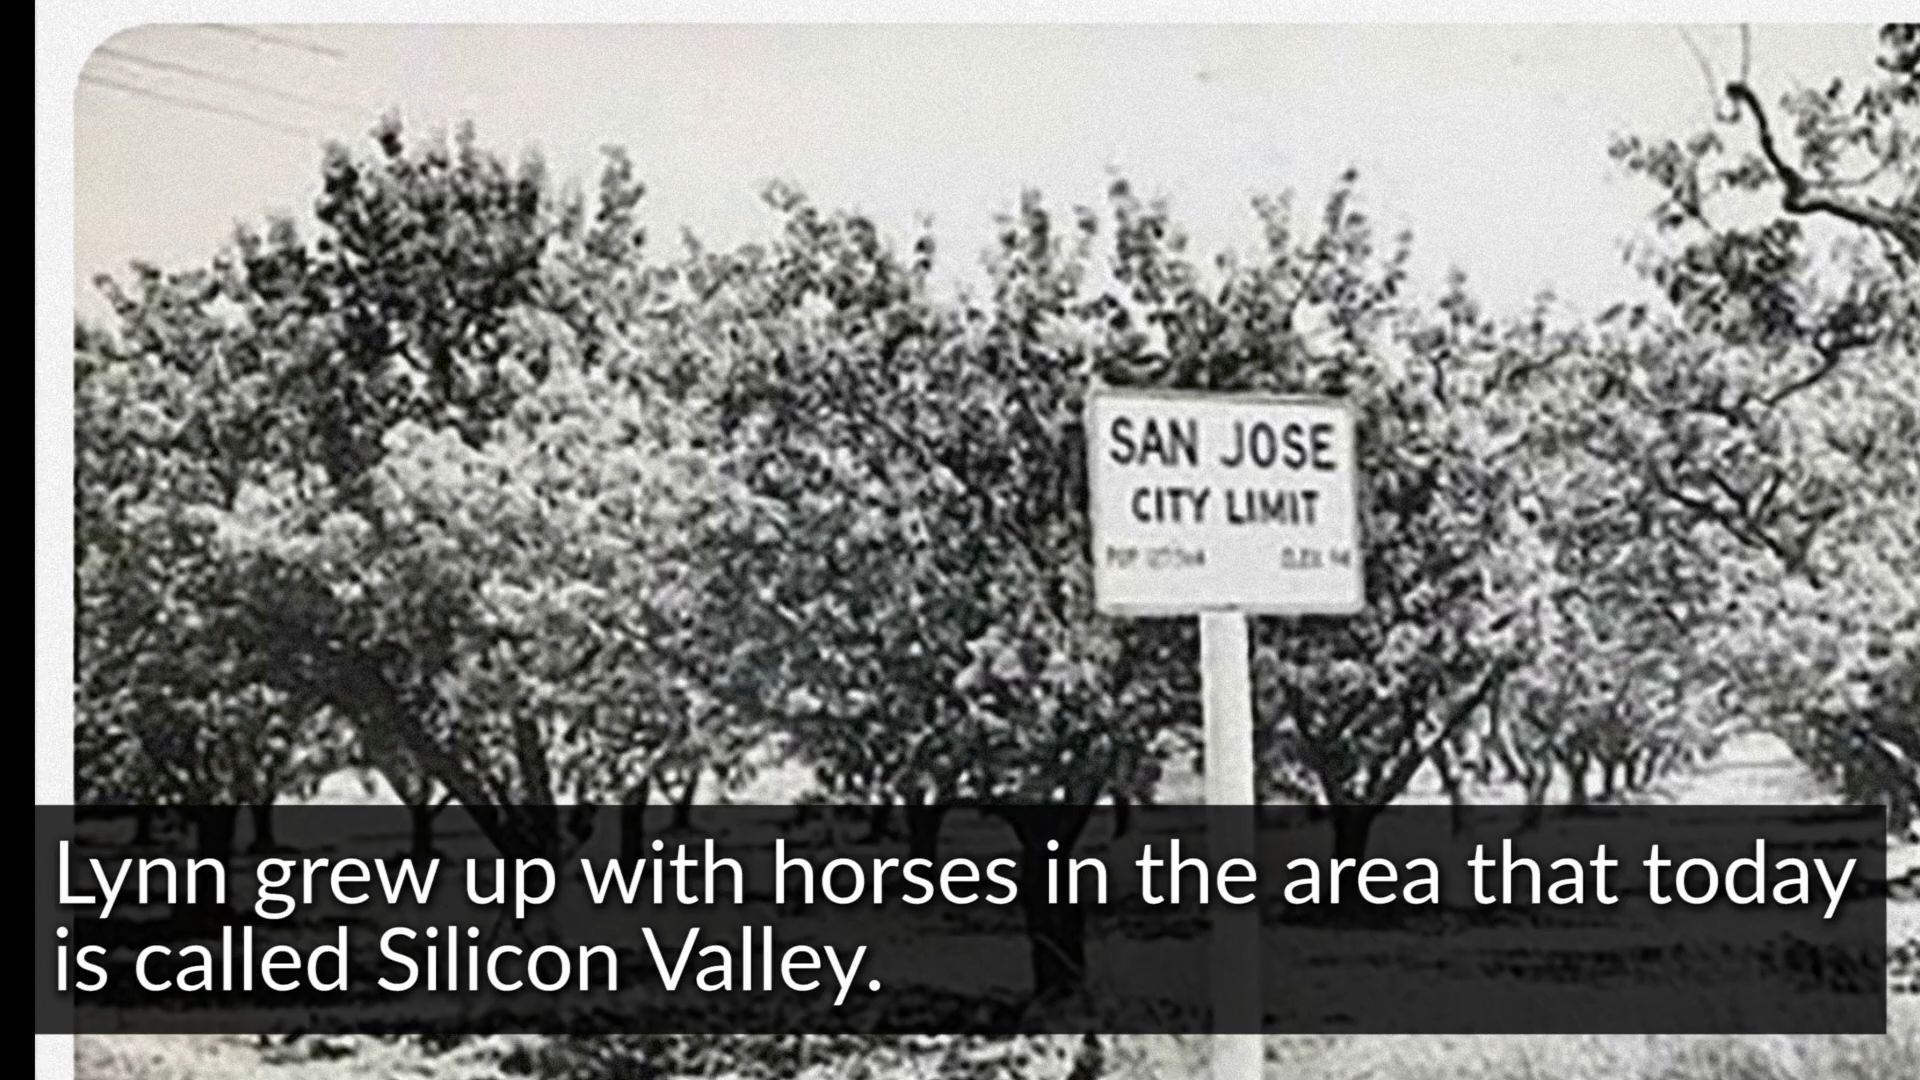 SAN JOSE
CITY LIMIT
Lynn grew up with horses in the area that today
is called Silicon Valley.